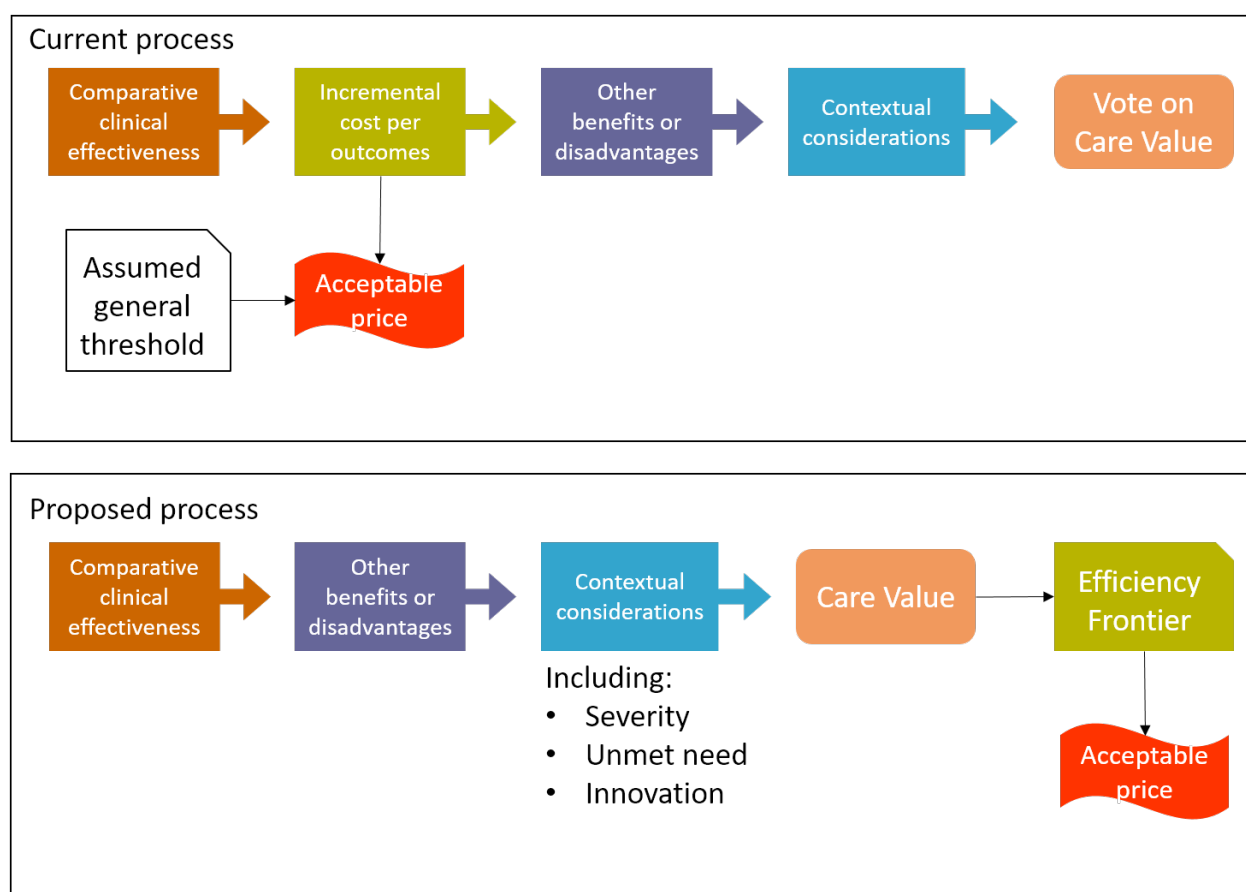 Current process
Comparative
clinical
effectiveness
Incremental
cost per
outcomes
Other
benefits or
disadvantages
Contextual
considerations
Vote on
Care Value
Assumed
general
threshold
Acceptable
price
Proposed process
Comparative
clinical
effectiveness
Other
benefits or
disadvantages
Contextual
considerations
Care Value
Efficiency
Frontier
Including:
• Severity
• Unmet need
• Innovation
Acceptable
price